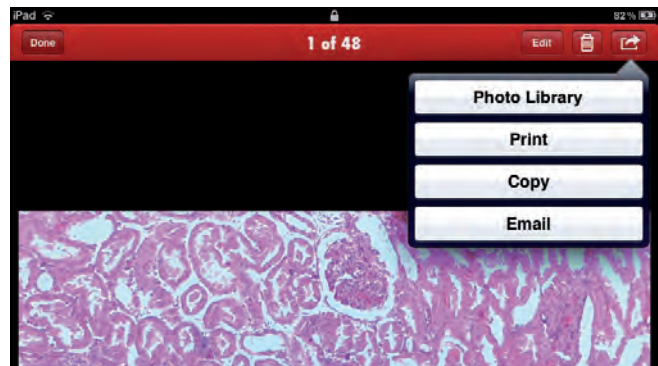 iPad 82%
Done 1 of 48 Edit
Photo Library
Print
Copy
Email